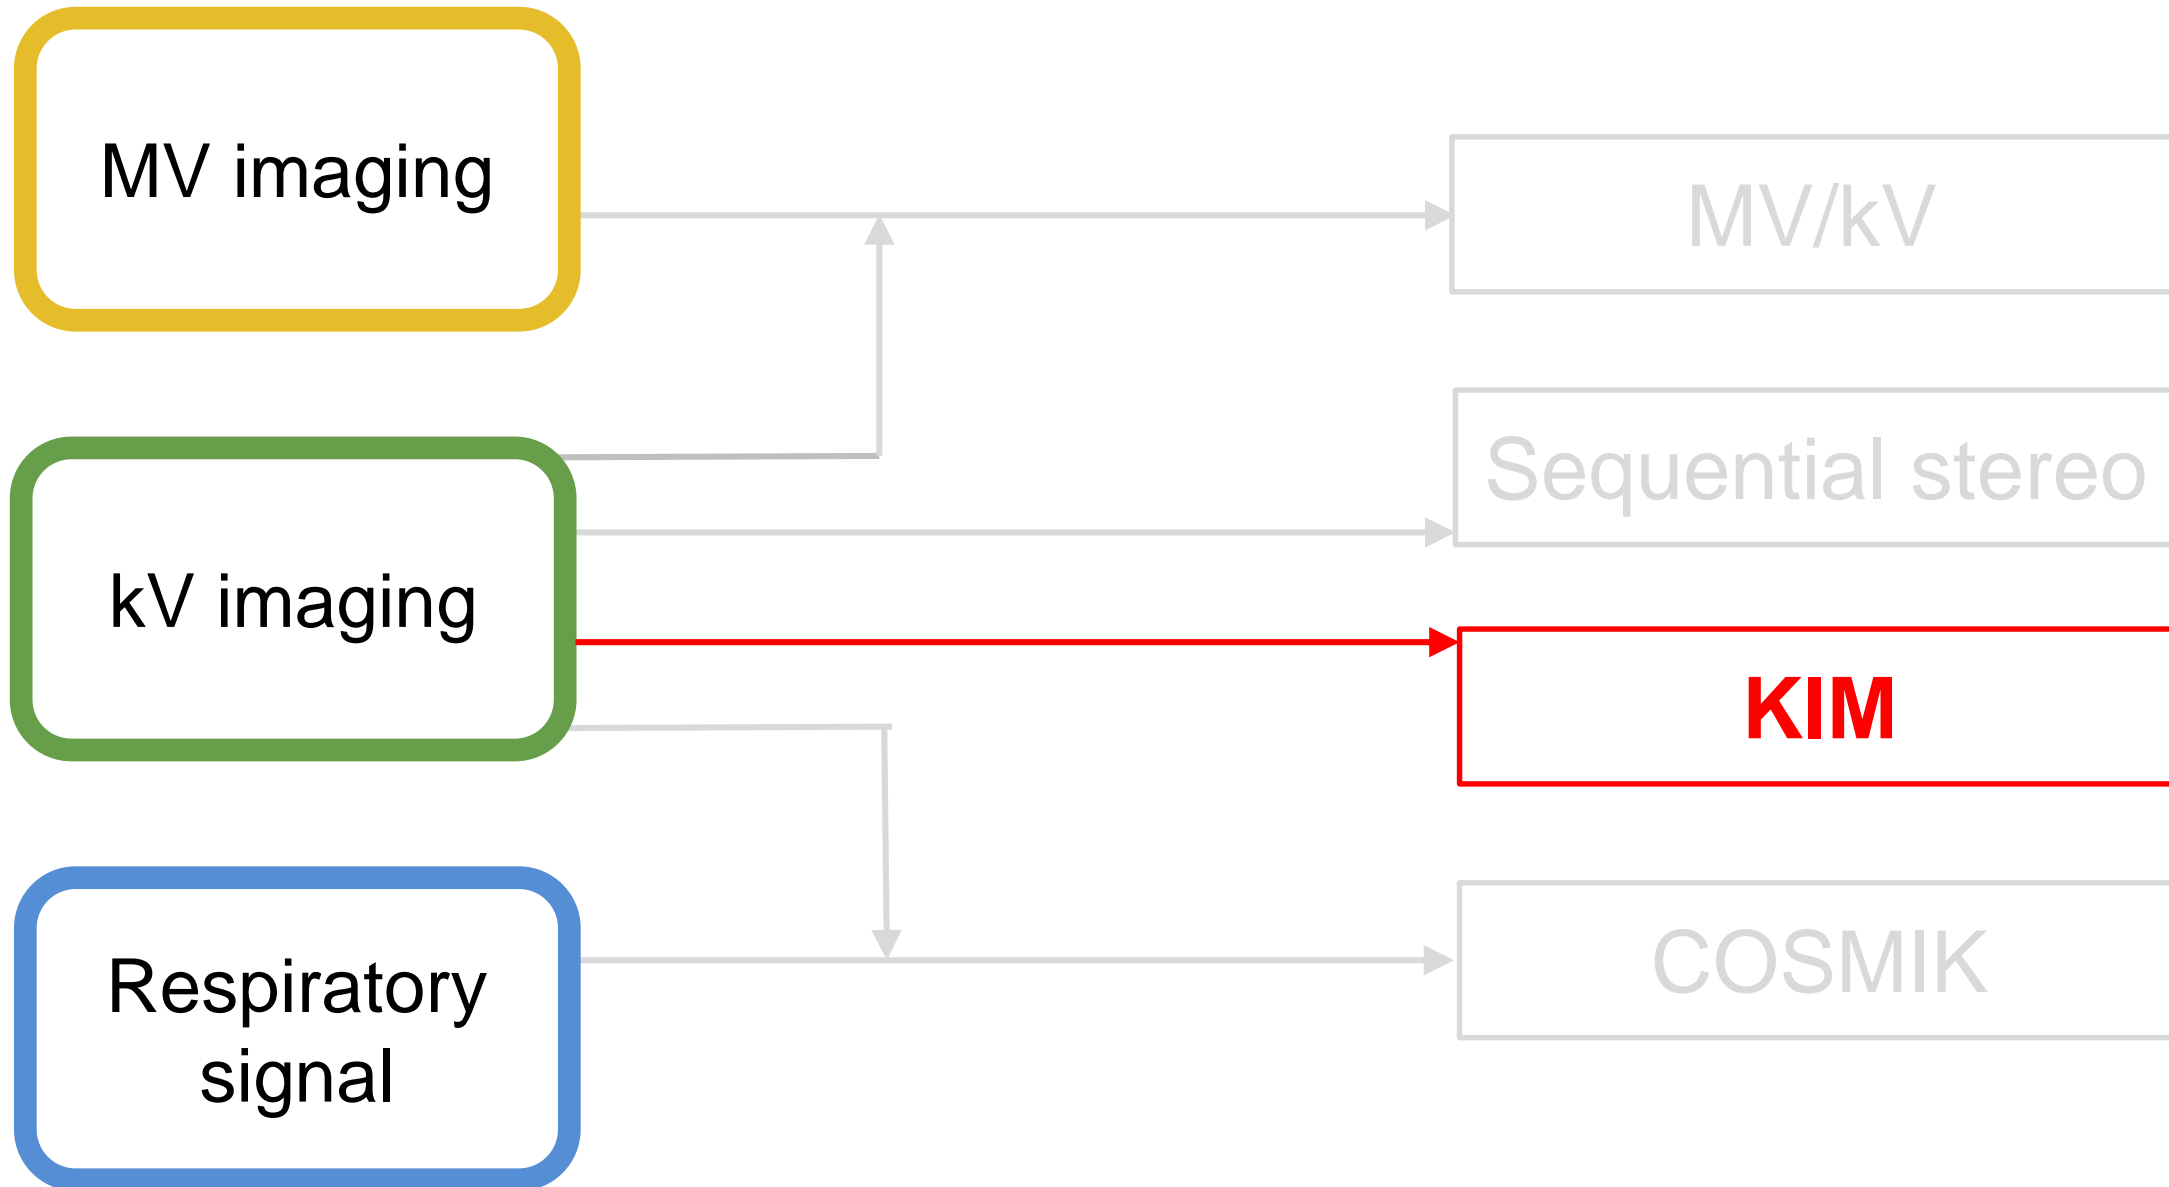 MV imaging
MV/kV
Sequential stereo
kV imaging
KIM
Respiratory
signal
COSMIK